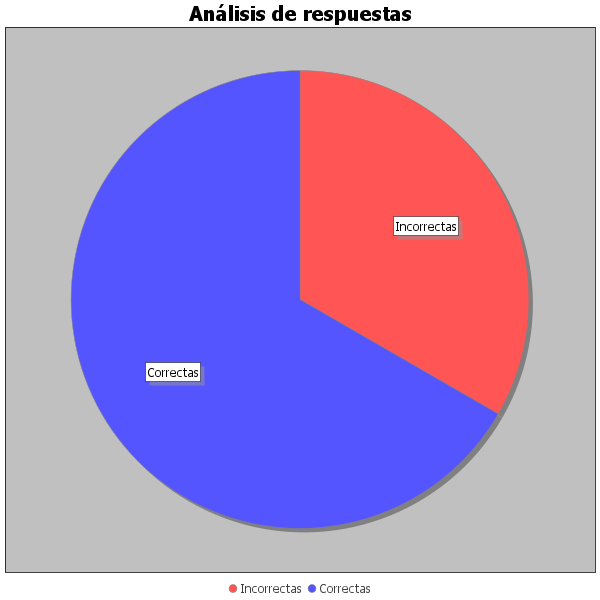 Análisis de respuestas
Incorrectas
Correctas
Incorrectas Correctas